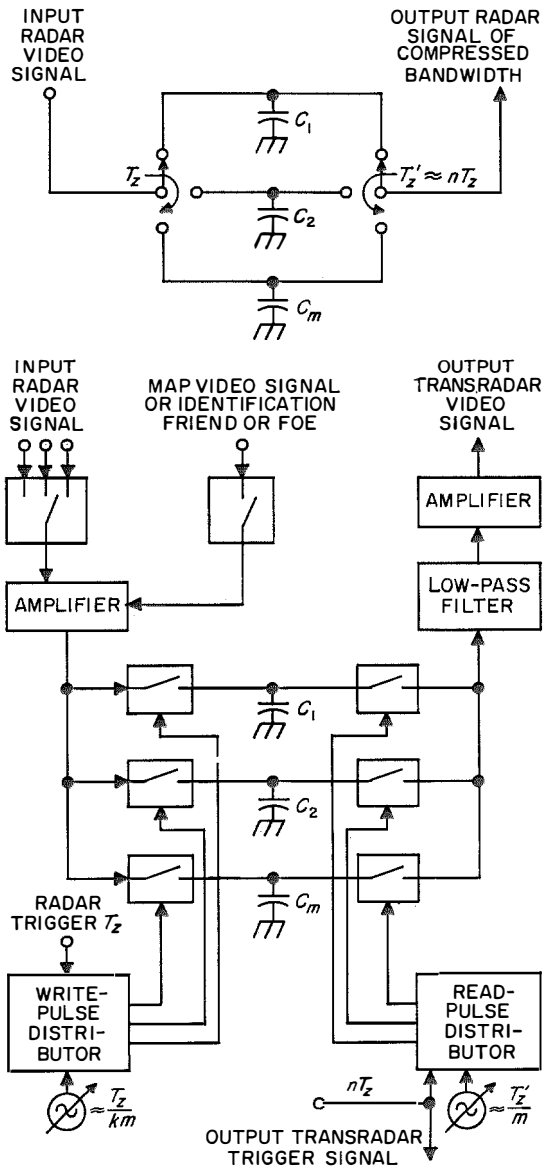 INPUT
RADAR
VIDEO
SIGNAL
OUTPUT RADAR
SIGNAL OF
COMPRESSED
BANDWIDTH
C1
Tz
Tz' ≈ nTz
C2
Cm
INPUT
RADAR
VIDEO
SIGNAL
MAP VIDEO SIGNAL
OR IDENTIFICATION
FRIEND OR FOE
OUTPUT
TRANSRADAR
VIDEO
SIGNAL
AMPLIFIER
LOW-PASS
FILTER
AMPLIFIER
C1
C2
Cm
RADAR
TRIGGER Tz
WRITE-
PULSE
DISTRI-
BUTOR
READ-
PULSE
DISTRI-
BUTOR
≈ Tz/km
nTz
≈ Tz'/m
OUTPUT TRANSRADAR
TRIGGER SIGNAL